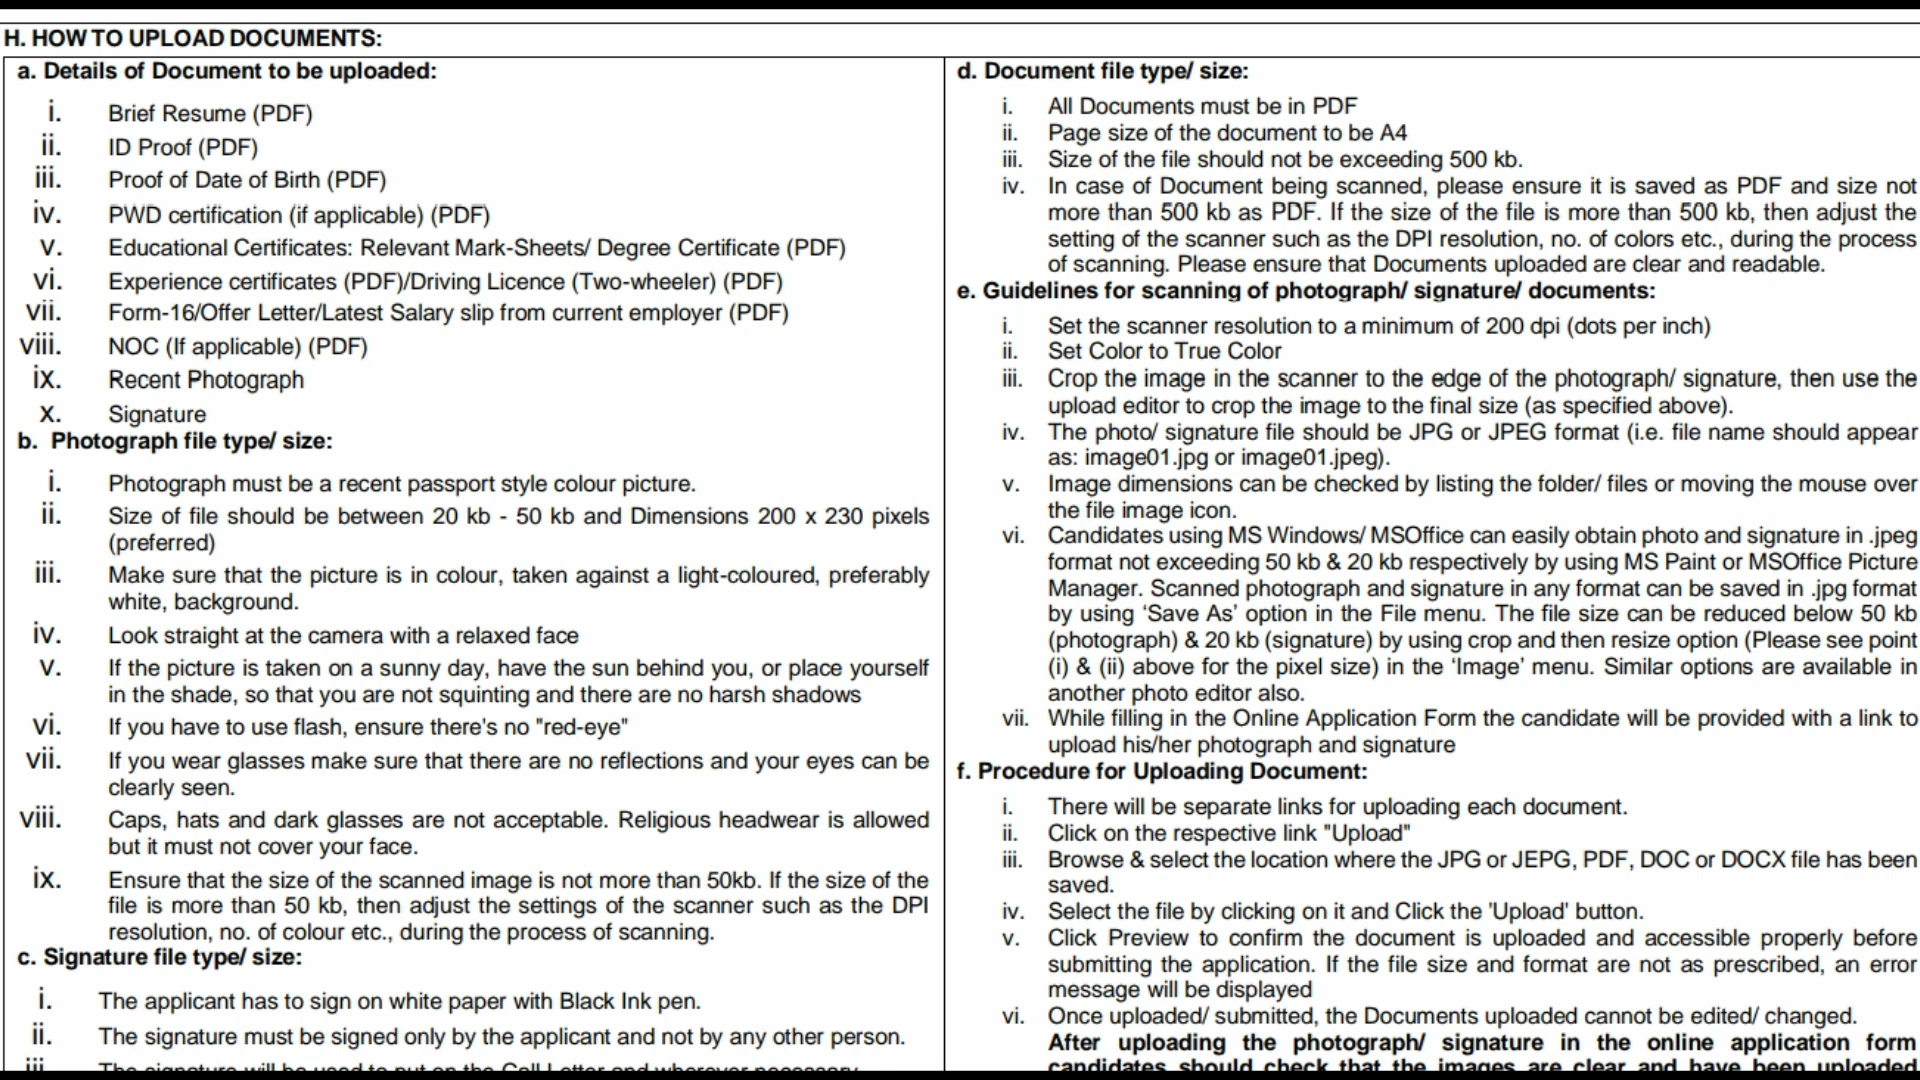 H. HOW TO UPLOAD DOCUMENTS:
a. Details of Document to be uploaded:
i. Brief Resume (PDF)
ii. ID Proof (PDF)
iii. Proof of Date of Birth (PDF)
iv. PWD certification (if applicable) (PDF)
v. Educational Certificates: Relevant Mark-Sheets/ Degree Certificate (PDF)
vi. Experience certificates (PDF)/Driving Licence (Two-wheeler) (PDF)
vii. Form-16/Offer Letter/Latest Salary slip from current employer (PDF)
viii. NOC (If applicable) (PDF)
ix. Recent Photograph
x. Signature
b. Photograph file type/ size:
i. Photograph must be a recent passport style colour picture.
ii. Size of file should be between 20 kb - 50 kb and Dimensions 200 x 230 pixels
(preferred)
iii. Make sure that the picture is in colour, taken against a light-coloured, preferably
white, background.
iv. Look straight at the camera with a relaxed face
v. If the picture is taken on a sunny day, have the sun behind you, or place yourself
in the shade, so that you are not squinting and there are no harsh shadows
vi. If you have to use flash, ensure there's no "red-eye"
vii. If you wear glasses make sure that there are no reflections and your eyes can be
clearly seen.
viii. Caps, hats and dark glasses are not acceptable. Religious headwear is allowed
but it must not cover your face.
ix. Ensure that the size of the scanned image is not more than 50kb. If the size of the
file is more than 50 kb, then adjust the settings of the scanner such as the DPI
resolution, no. of colour etc., during the process of scanning.
c. Signature file type/ size:
i. The applicant has to sign on white paper with Black Ink pen.
ii. The signature must be signed only by the applicant and not by any other person.
iii. The signature will be used to put on the Call Letter and wherever necessary.
d. Document file type/ size:
i. All Documents must be in PDF
ii. Page size of the document to be A4
iii. Size of the file should not be exceeding 500 kb.
iv. In case of Document being scanned, please ensure it is saved as PDF and size not
more than 500 kb as PDF. If the size of the file is more than 500 kb, then adjust the
setting of the scanner such as the DPI resolution, no. of colors etc., during the process
of scanning. Please ensure that Documents uploaded are clear and readable.
e. Guidelines for scanning of photograph/ signature/ documents:
i. Set the scanner resolution to a minimum of 200 dpi (dots per inch)
ii. Set Color to True Color
iii. Crop the image in the scanner to the edge of the photograph/ signature, then use the
upload editor to crop the image to the final size (as specified above).
iv. The photo/ signature file should be JPG or JPEG format (i.e. file name should appear
as: image01.jpg or image01.jpeg).
v. Image dimensions can be checked by listing the folder/ files or moving the mouse over
the file image icon.
vi. Candidates using MS Windows/ MSOffice can easily obtain photo and signature in .jpeg
format not exceeding 50 kb & 20 kb respectively by using MS Paint or MSOffice Picture
Manager. Scanned photograph and signature in any format can be saved in .jpg format
by using ‘Save As’ option in the File menu. The file size can be reduced below 50 kb
(photograph) & 20 kb (signature) by using crop and then resize option (Please see point
(i) & (ii) above for the pixel size) in the ‘Image’ menu. Similar options are available in
another photo editor also.
vii. While filling in the Online Application Form the candidate will be provided with a link to
upload his/her photograph and signature
f. Procedure for Uploading Document:
i. There will be separate links for uploading each document.
ii. Click on the respective link "Upload"
iii. Browse & select the location where the JPG or JEPG, PDF, DOC or DOCX file has been
saved.
iv. Select the file by clicking on it and Click the 'Upload' button.
v. Click Preview to confirm the document is uploaded and accessible properly before
submitting the application. If the file size and format are not as prescribed, an error
message will be displayed
vi. Once uploaded/ submitted, the Documents uploaded cannot be edited/ changed.
After uploading the photograph/ signature in the online application form
candidates should check that the images are clear and have been uploaded